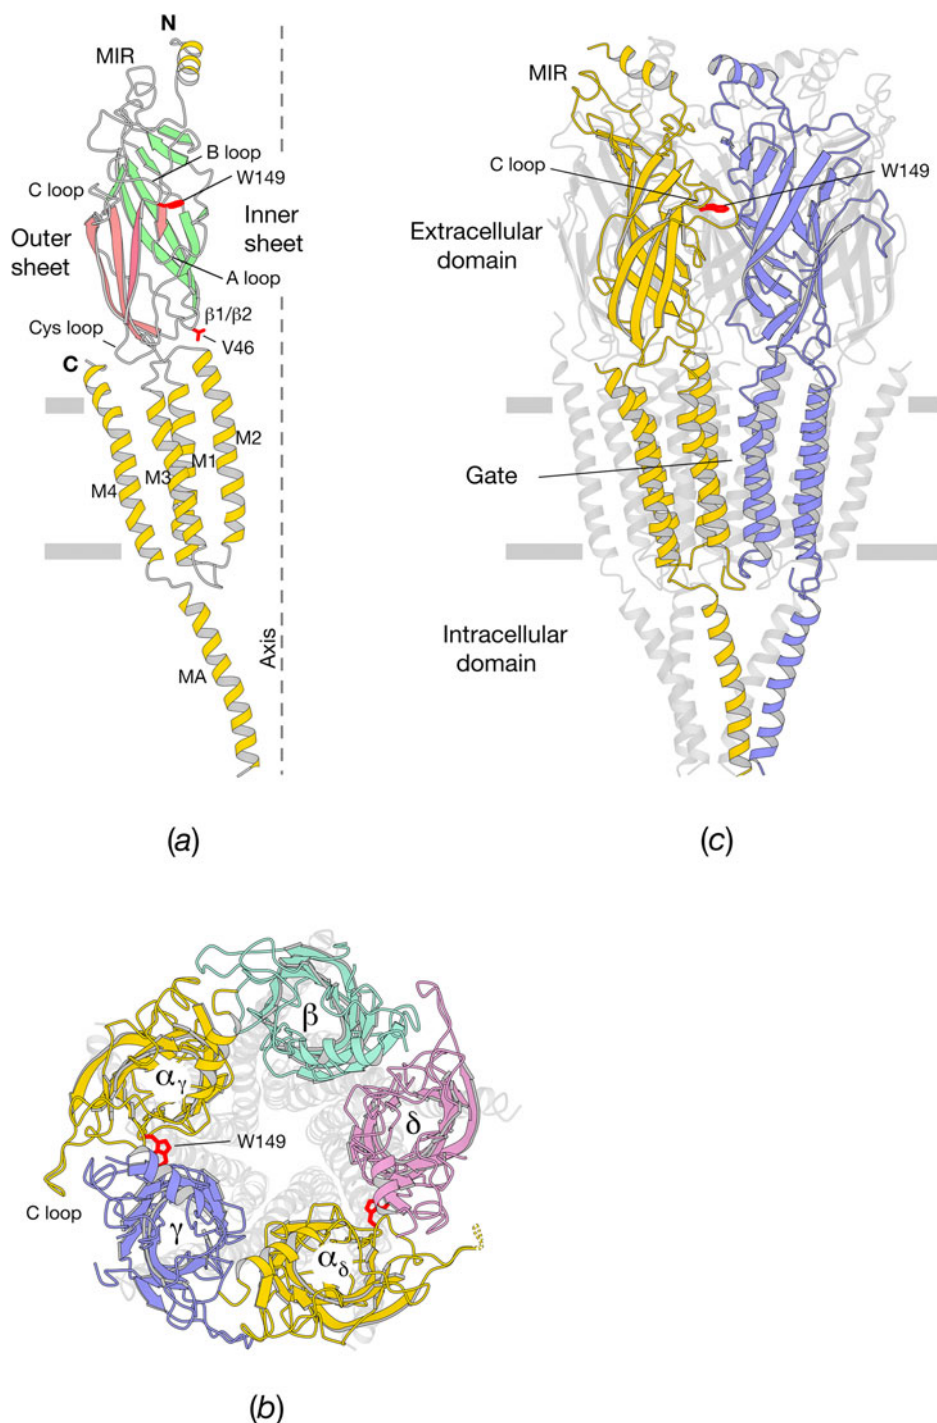 N
MIR
B loop
W149
C loop
Inner
sheet
Outer
sheet
A loop
β1/β2
Cys loop
V46
C
M2
M1
M3
M4
Axis
MA
(a)
MIR
C loop
W149
Extracellular
domain
Gate
Intracellular
domain
(c)
β
αγ
δ
W149
C loop
γ
αδ
(b)